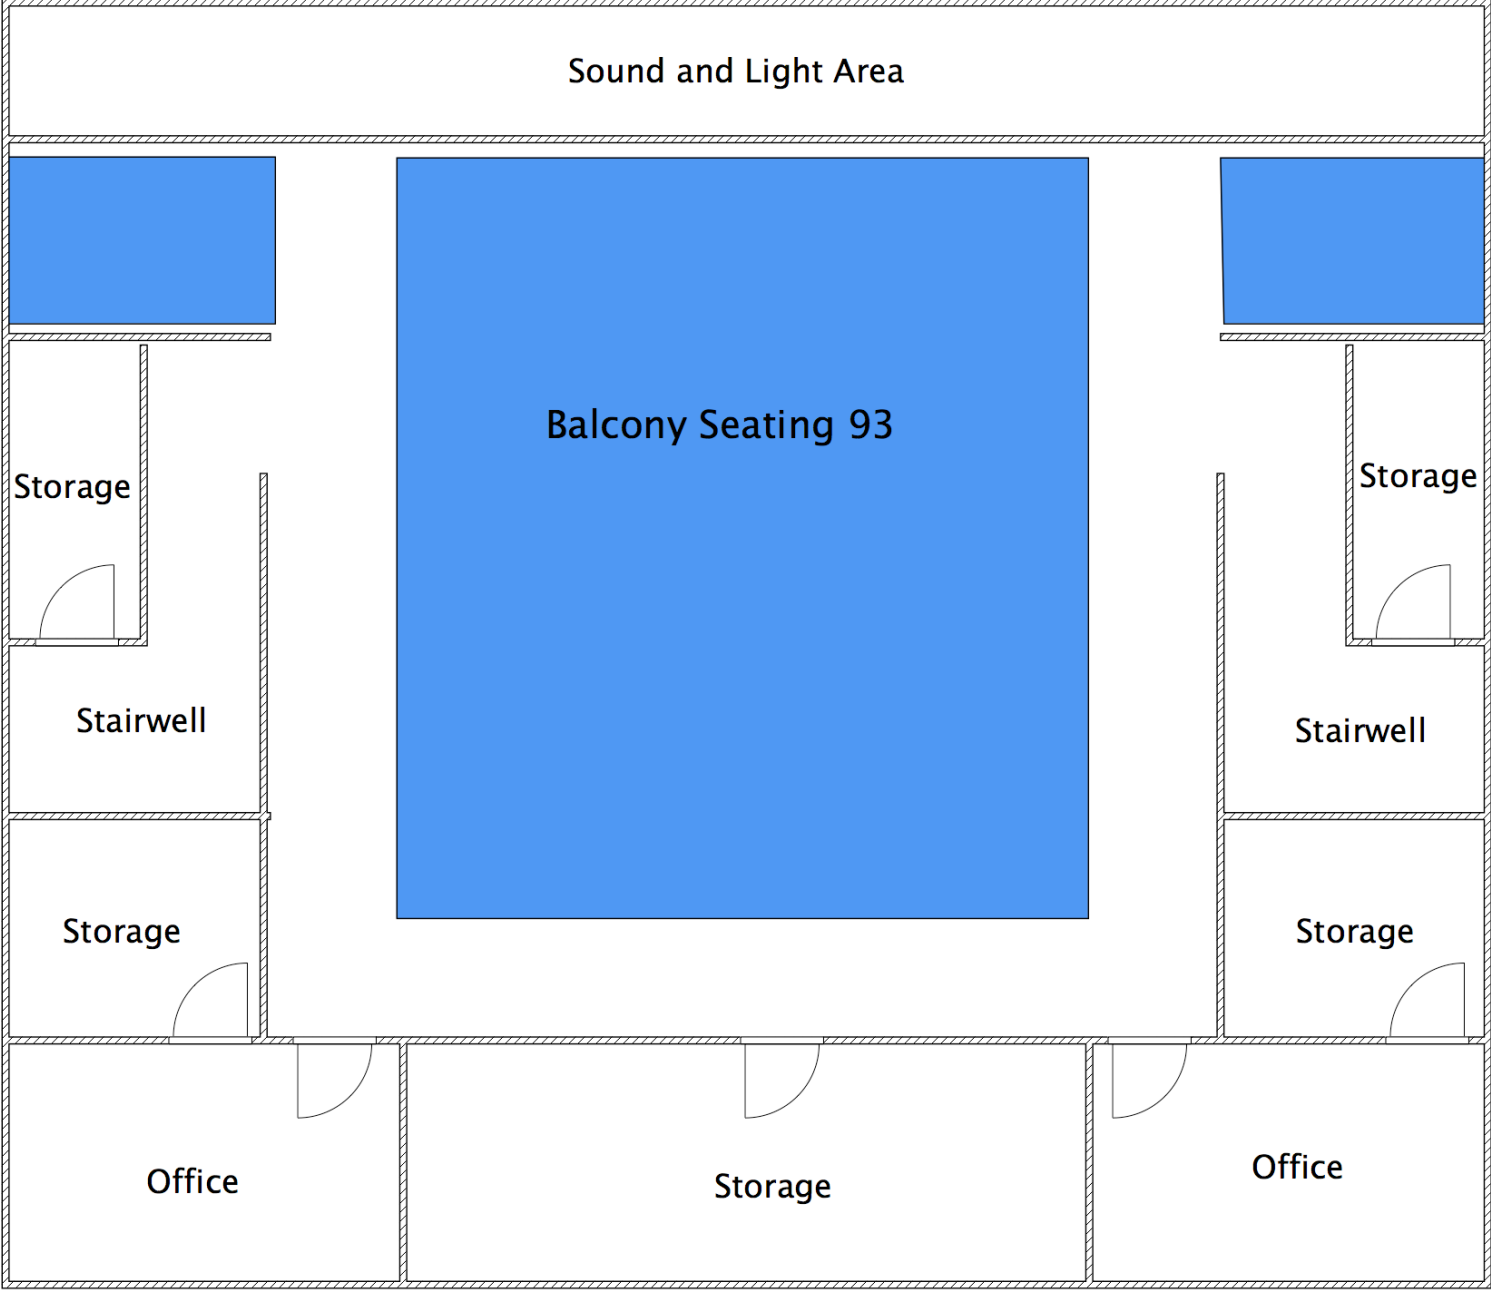 Sound and Light Area
Balcony Seating 93
Storage
Storage
Stairwell
Stairwell
Storage
Storage
Office
Storage
Office